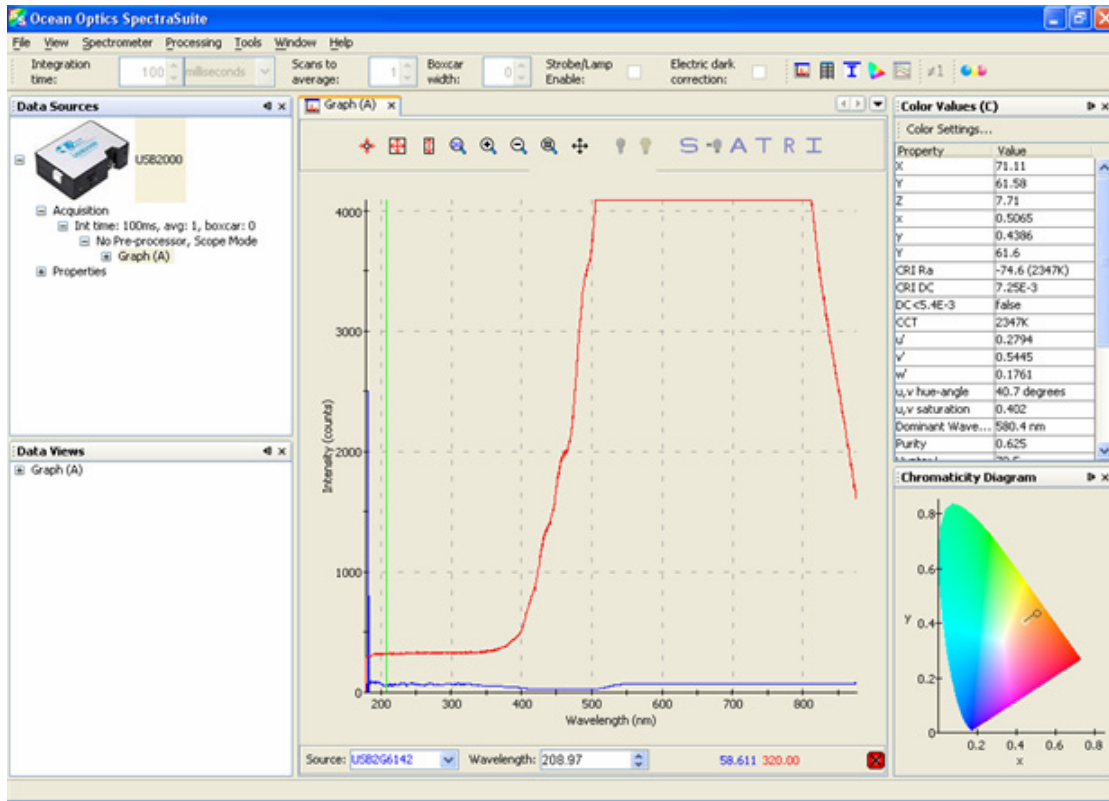 Ocean Optics SpectraSuite
File View Spectrometer Processing Tools Window Help
Integration time: 100 milliseconds Scans to average: 1 Boxcar width: 0 Strobe/Lamp Enable: Electric dark correction: ≠1
Data Sources
USB2000
Acquisition
Int time: 100ms, avg: 1, boxcar: 0
No Pre-processor, Scope Mode
Graph (A)
Properties
Data Views
Graph (A)
Graph (A)
S A T R I
4000
3000
2000
1000
0
Intensity (counts)
200 300 400 500 600 700 800
Wavelength (nm)
Source: USB2G6142 Wavelength: 208.97 58.611 320.00
Color Values (C)
Color Settings...
Property Value
X 71.11
Y 61.58
Z 7.71
x 0.5065
y 0.4386
Y 61.6
CRI Ra -74.6 (2347K)
CRI DC 7.25E-3
DC<5.4E-3 false
CCT 2347K
u' 0.2794
v' 0.5445
w' 0.1761
u,v hue-angle 40.7 degrees
u,v saturation 0.402
Dominant Wave... 580.4 nm
Purity 0.625
Chromaticity Diagram
0.8
0.6
y 0.4
0.2
0
0.2 0.4 0.6 0.8
x